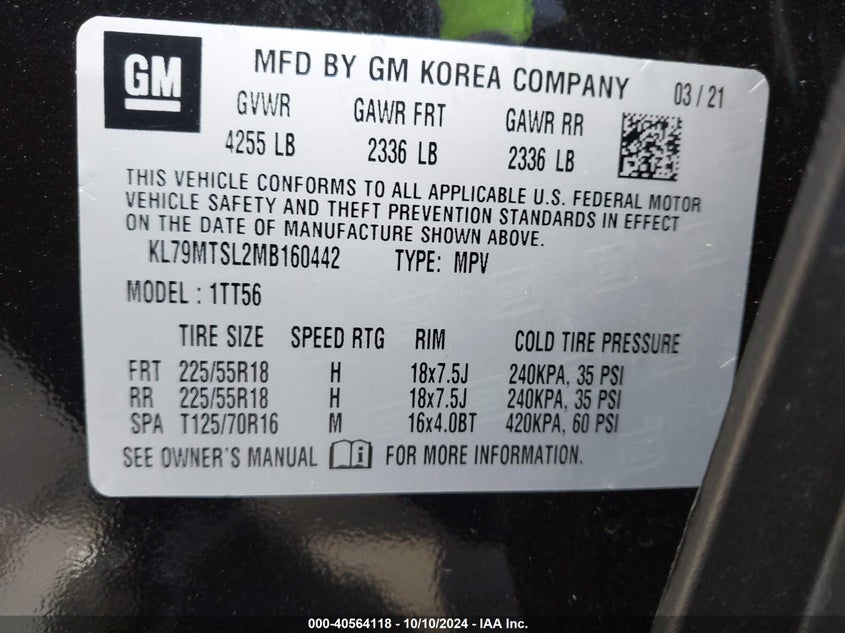 GM
MFD BY GM KOREA COMPANY 03 / 21
GVWR GAWR FRT GAWR RR
4255 LB 2336 LB 2336 LB
THIS VEHICLE CONFORMS TO ALL APPLICABLE U.S. FEDERAL MOTOR
VEHICLE SAFETY AND THEFT PREVENTION STANDARDS IN EFFECT
ON THE DATE OF MANUFACTURE SHOWN ABOVE.
KL79MTSL2MB160442 TYPE: MPV
MODEL : 1TT56
TIRE SIZE SPEED RTG RIM COLD TIRE PRESSURE
FRT 225/55R18 H 18x7.5J 240KPA, 35 PSI
RR 225/55R18 H 18x7.5J 240KPA, 35 PSI
SPA T125/70R16 M 16x4.0BT 420KPA, 60 PSI
SEE OWNER'S MANUAL i FOR MORE INFORMATION.
000-40564118 - 10/10/2024 - IAA Inc.